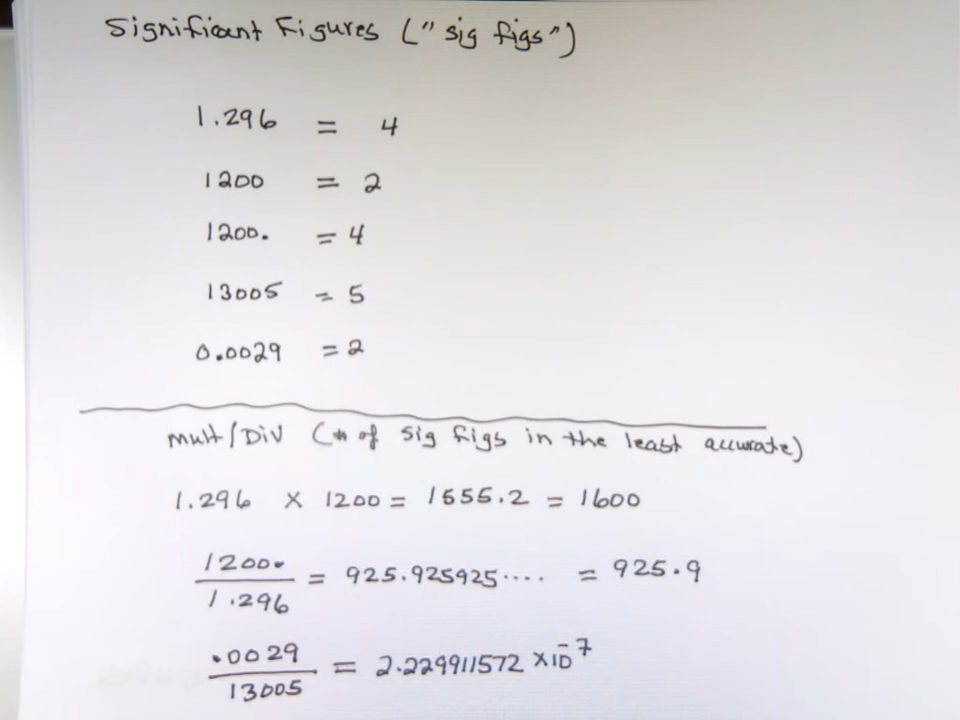 Significant Figures ("sig figs")
1.296 = 4
1200 = 2
1200. = 4
13005 = 5
0.0029 = 2
Mult/Div (# of sig figs in the least accurate)
1.296 X 1200 = 1555.2 = 1600
1200. / 1.296 = 925.925925.... = 925.9
.0029 / 13005 = 2.229911572 x10^-7